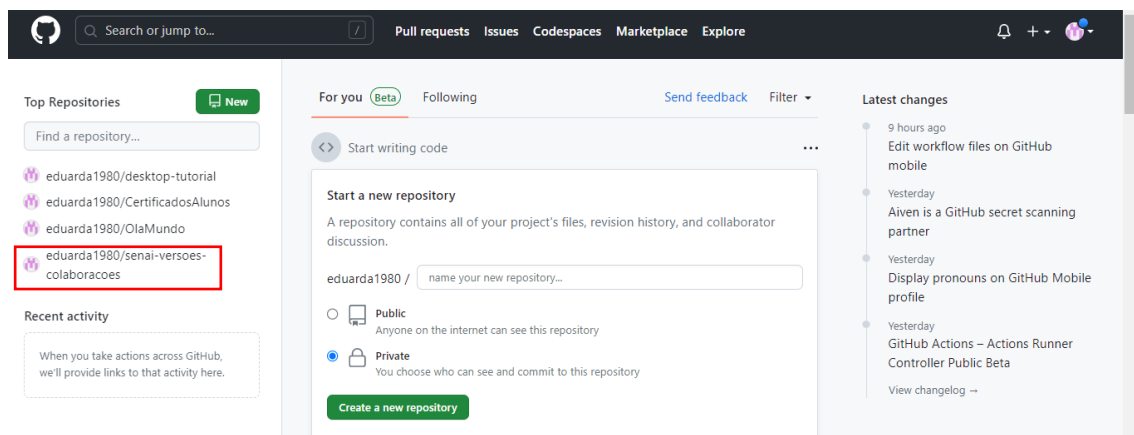 Search or jump to...
/
Pull requests Issues Codespaces Marketplace Explore
Top Repositories
New
Find a repository...
eduarda1980/desktop-tutorial
eduarda1980/CertificadosAlunos
eduarda1980/OlaMundo
eduarda1980/senai-versoes-
colaboracoes
Recent activity
When you take actions across GitHub,
we'll provide links to that activity here.
For you Beta Following Send feedback Filter
Start writing code
Start a new repository
A repository contains all of your project's files, revision history, and collaborator
discussion.
eduarda1980 / name your new repository...
Public
Anyone on the internet can see this repository
Private
You choose who can see and commit to this repository
Create a new repository
Latest changes
9 hours ago
Edit workflow files on GitHub
mobile
Yesterday
Aiven is a GitHub secret scanning
partner
Yesterday
Display pronouns on GitHub Mobile
profile
Yesterday
GitHub Actions – Actions Runner
Controller Public Beta
View changelog →